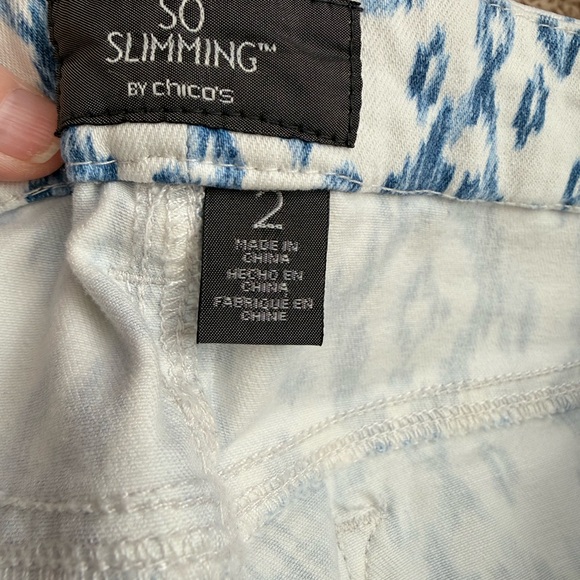 SO
SLIMMING™
BY chico's
2
MADE IN
CHINA
HECHO EN
CHINA
FABRIQUÉ EN
CHINE